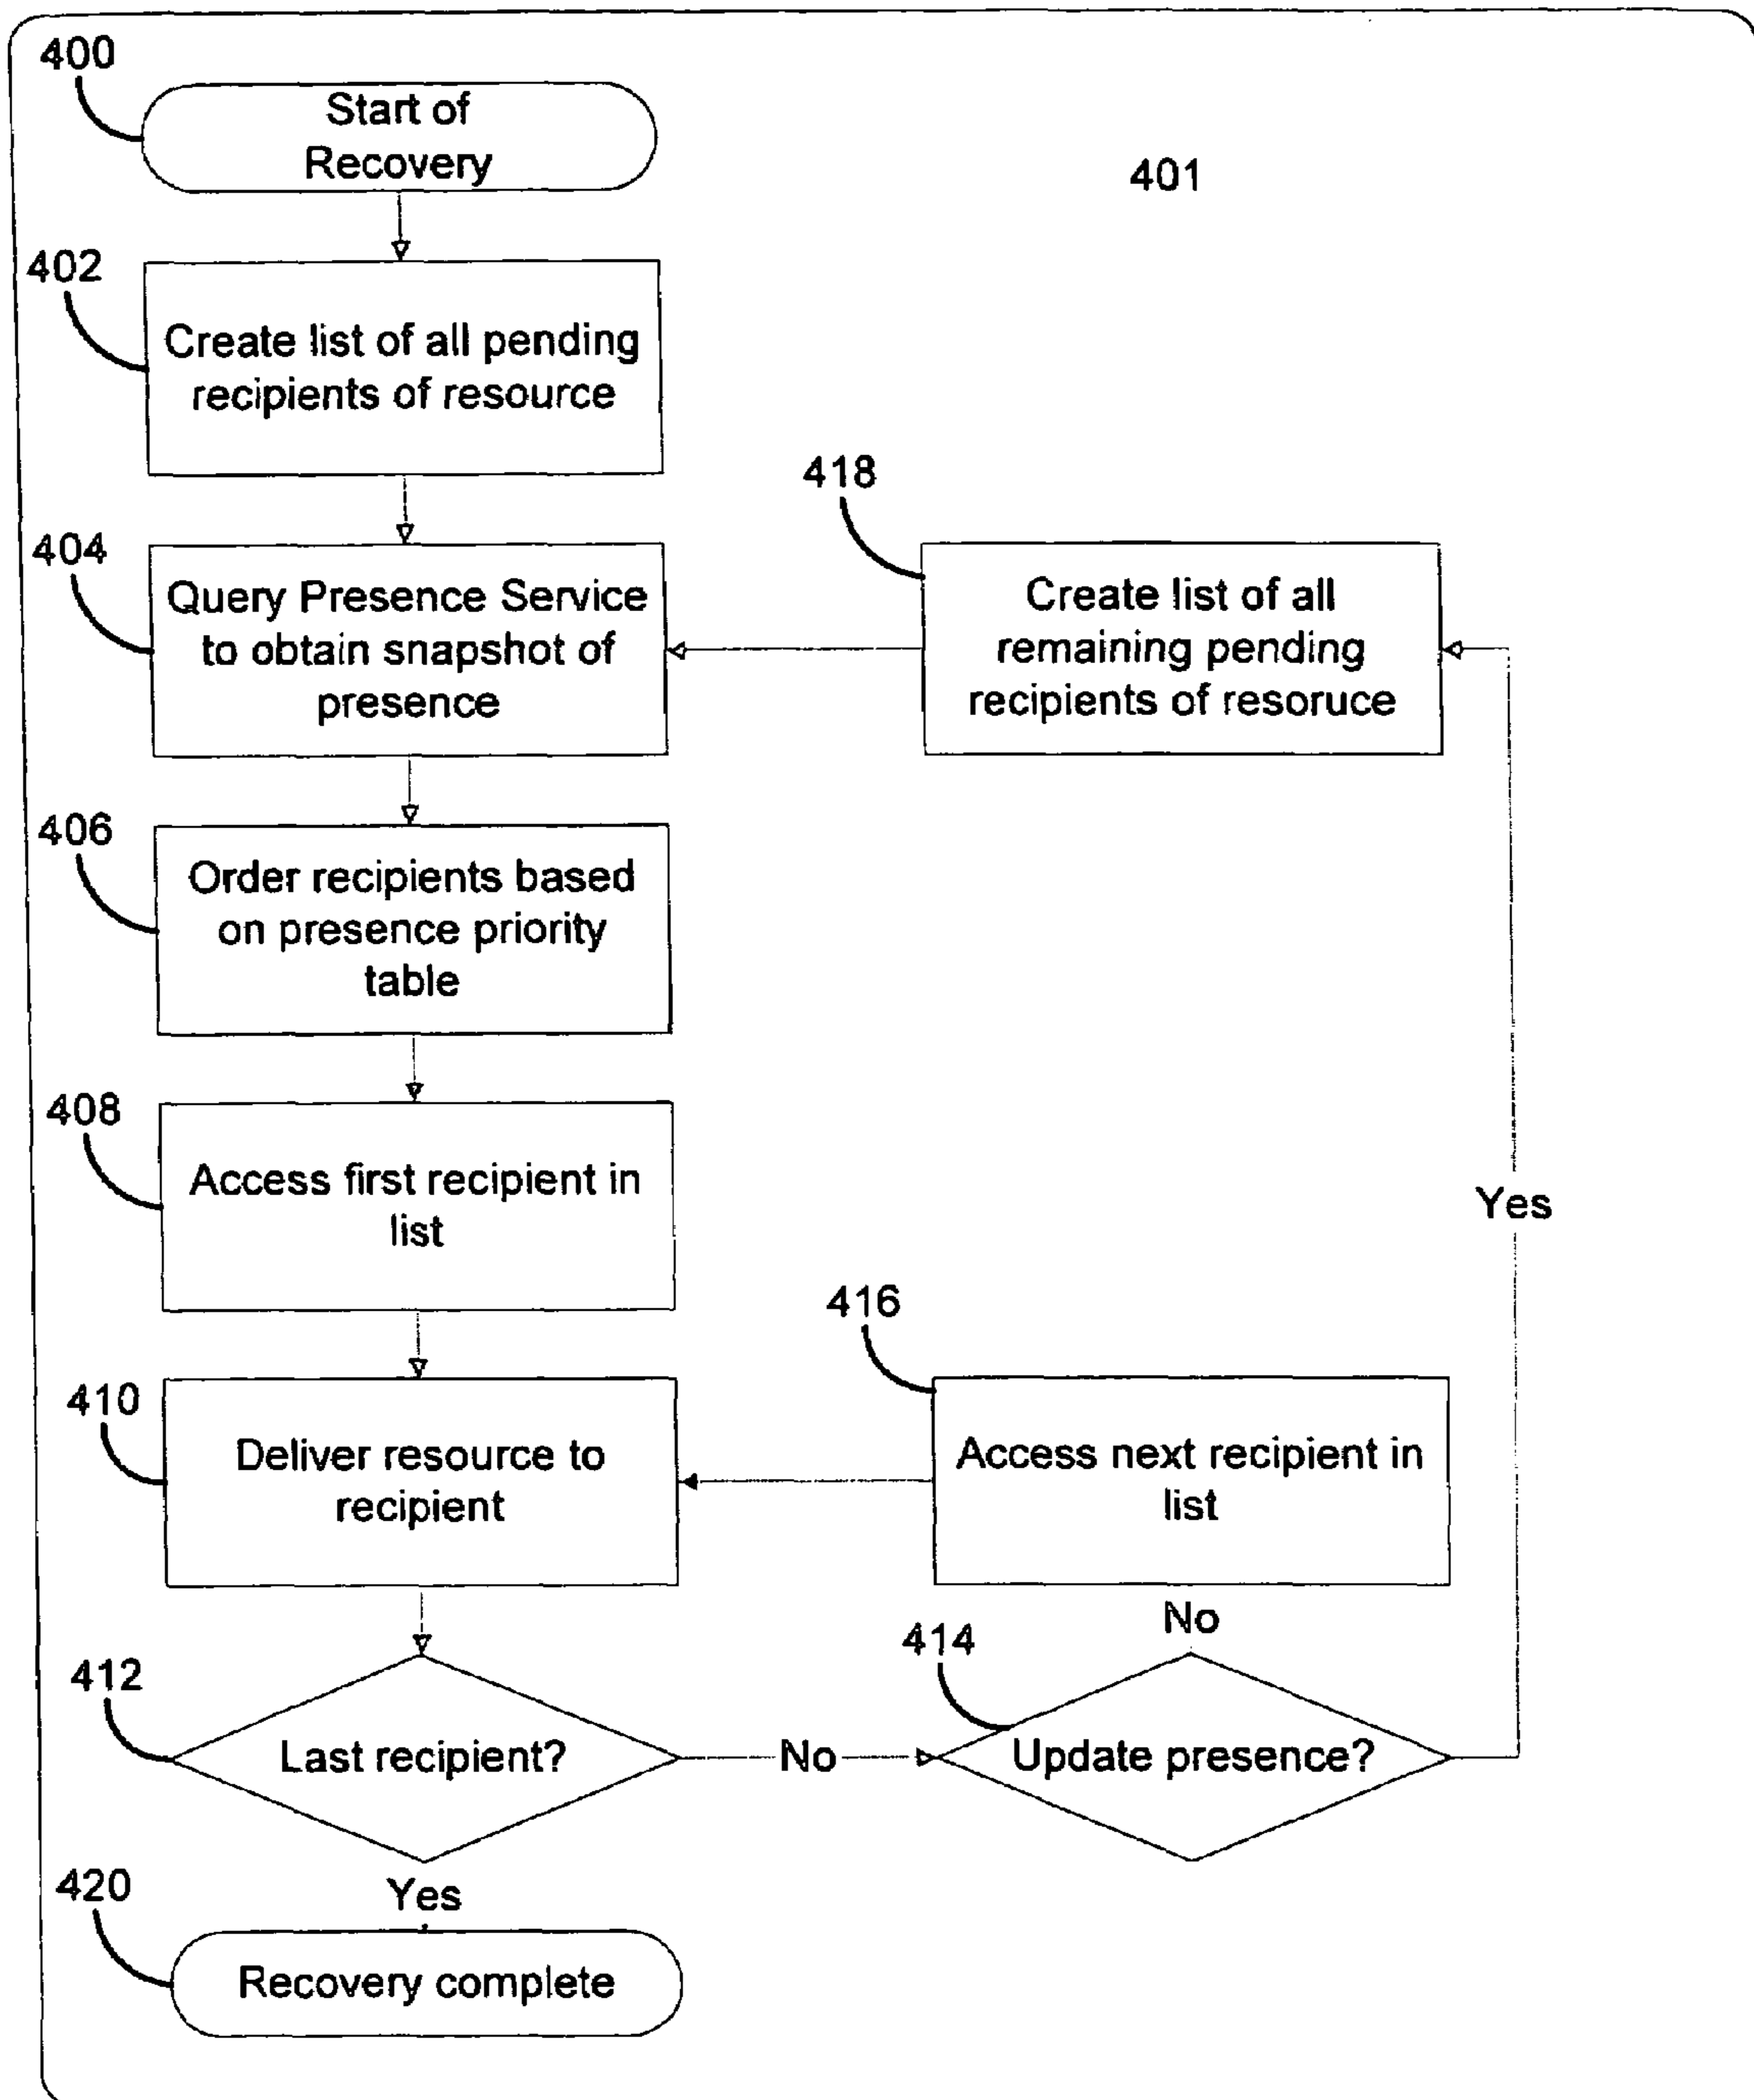 400
Start of
Recovery
401
402
Create list of all pending
recipients of resource
418
404
Query Presence Service
to obtain snapshot of
presence
Create list of all
remaining pending
recipients of resoruce
406
Order recipients based
on presence priority
table
408
Access first recipient in
list
Yes
416
410
Deliver resource to
recipient
Access next recipient in
list
No
414
412
Last recipient?
No
Update presence?
420
Yes
Recovery complete